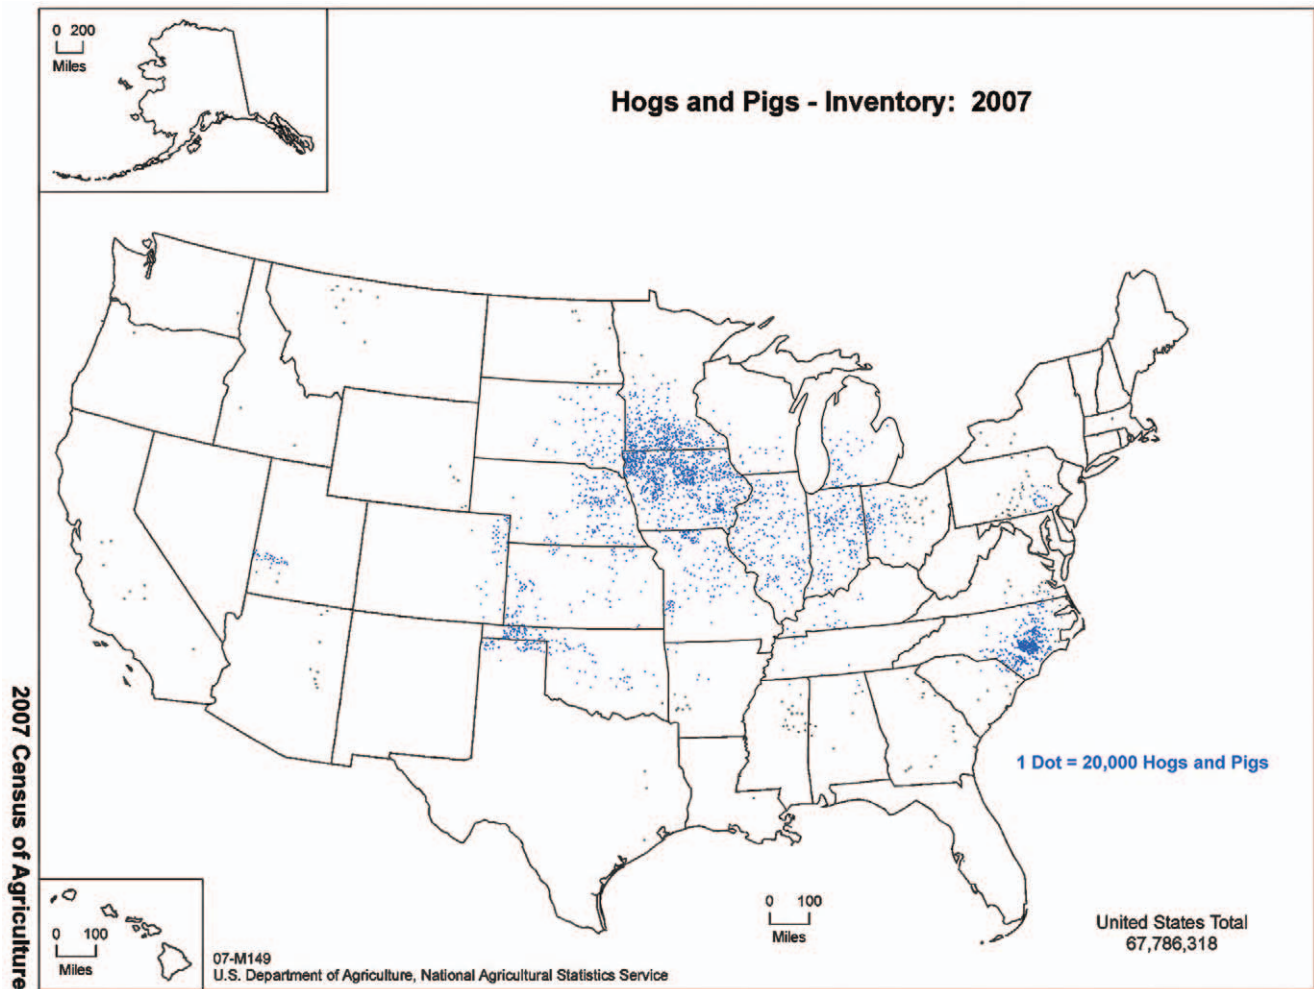 0 200
Miles
Hogs and Pigs - Inventory: 2007
1 Dot = 20,000 Hogs and Pigs
2007 Census of Agriculture
0 100
Miles
07-M149
U.S. Department of Agriculture, National Agricultural Statistics Service
0 100
Miles
United States Total
67,786,318